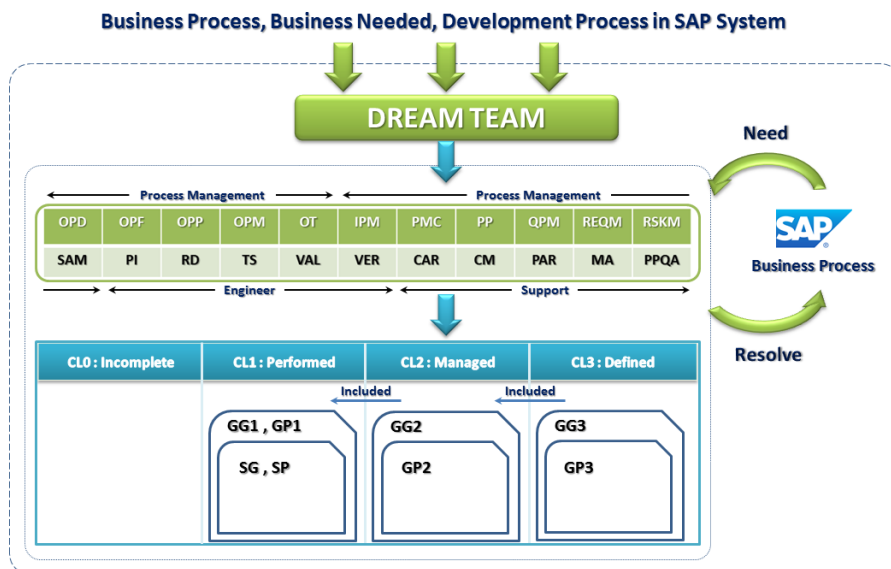 Business Process, Business Needed, Development Process in SAP System
DREAM TEAM
Need
Process Management Process Management
OPD OPF OPP OPM OT IPM PMC PP QPM REQM RSKM
SAM PI RD TS VAL VER CAR CM PAR MA PPQA
SAP
Business Process
Engineer Support
Resolve
CL0 : Incomplete CL1 : Performed CL2 : Managed CL3 : Defined
Included Included
GG1 , GP1 GG2 GG3
SG , SP GP2 GP3